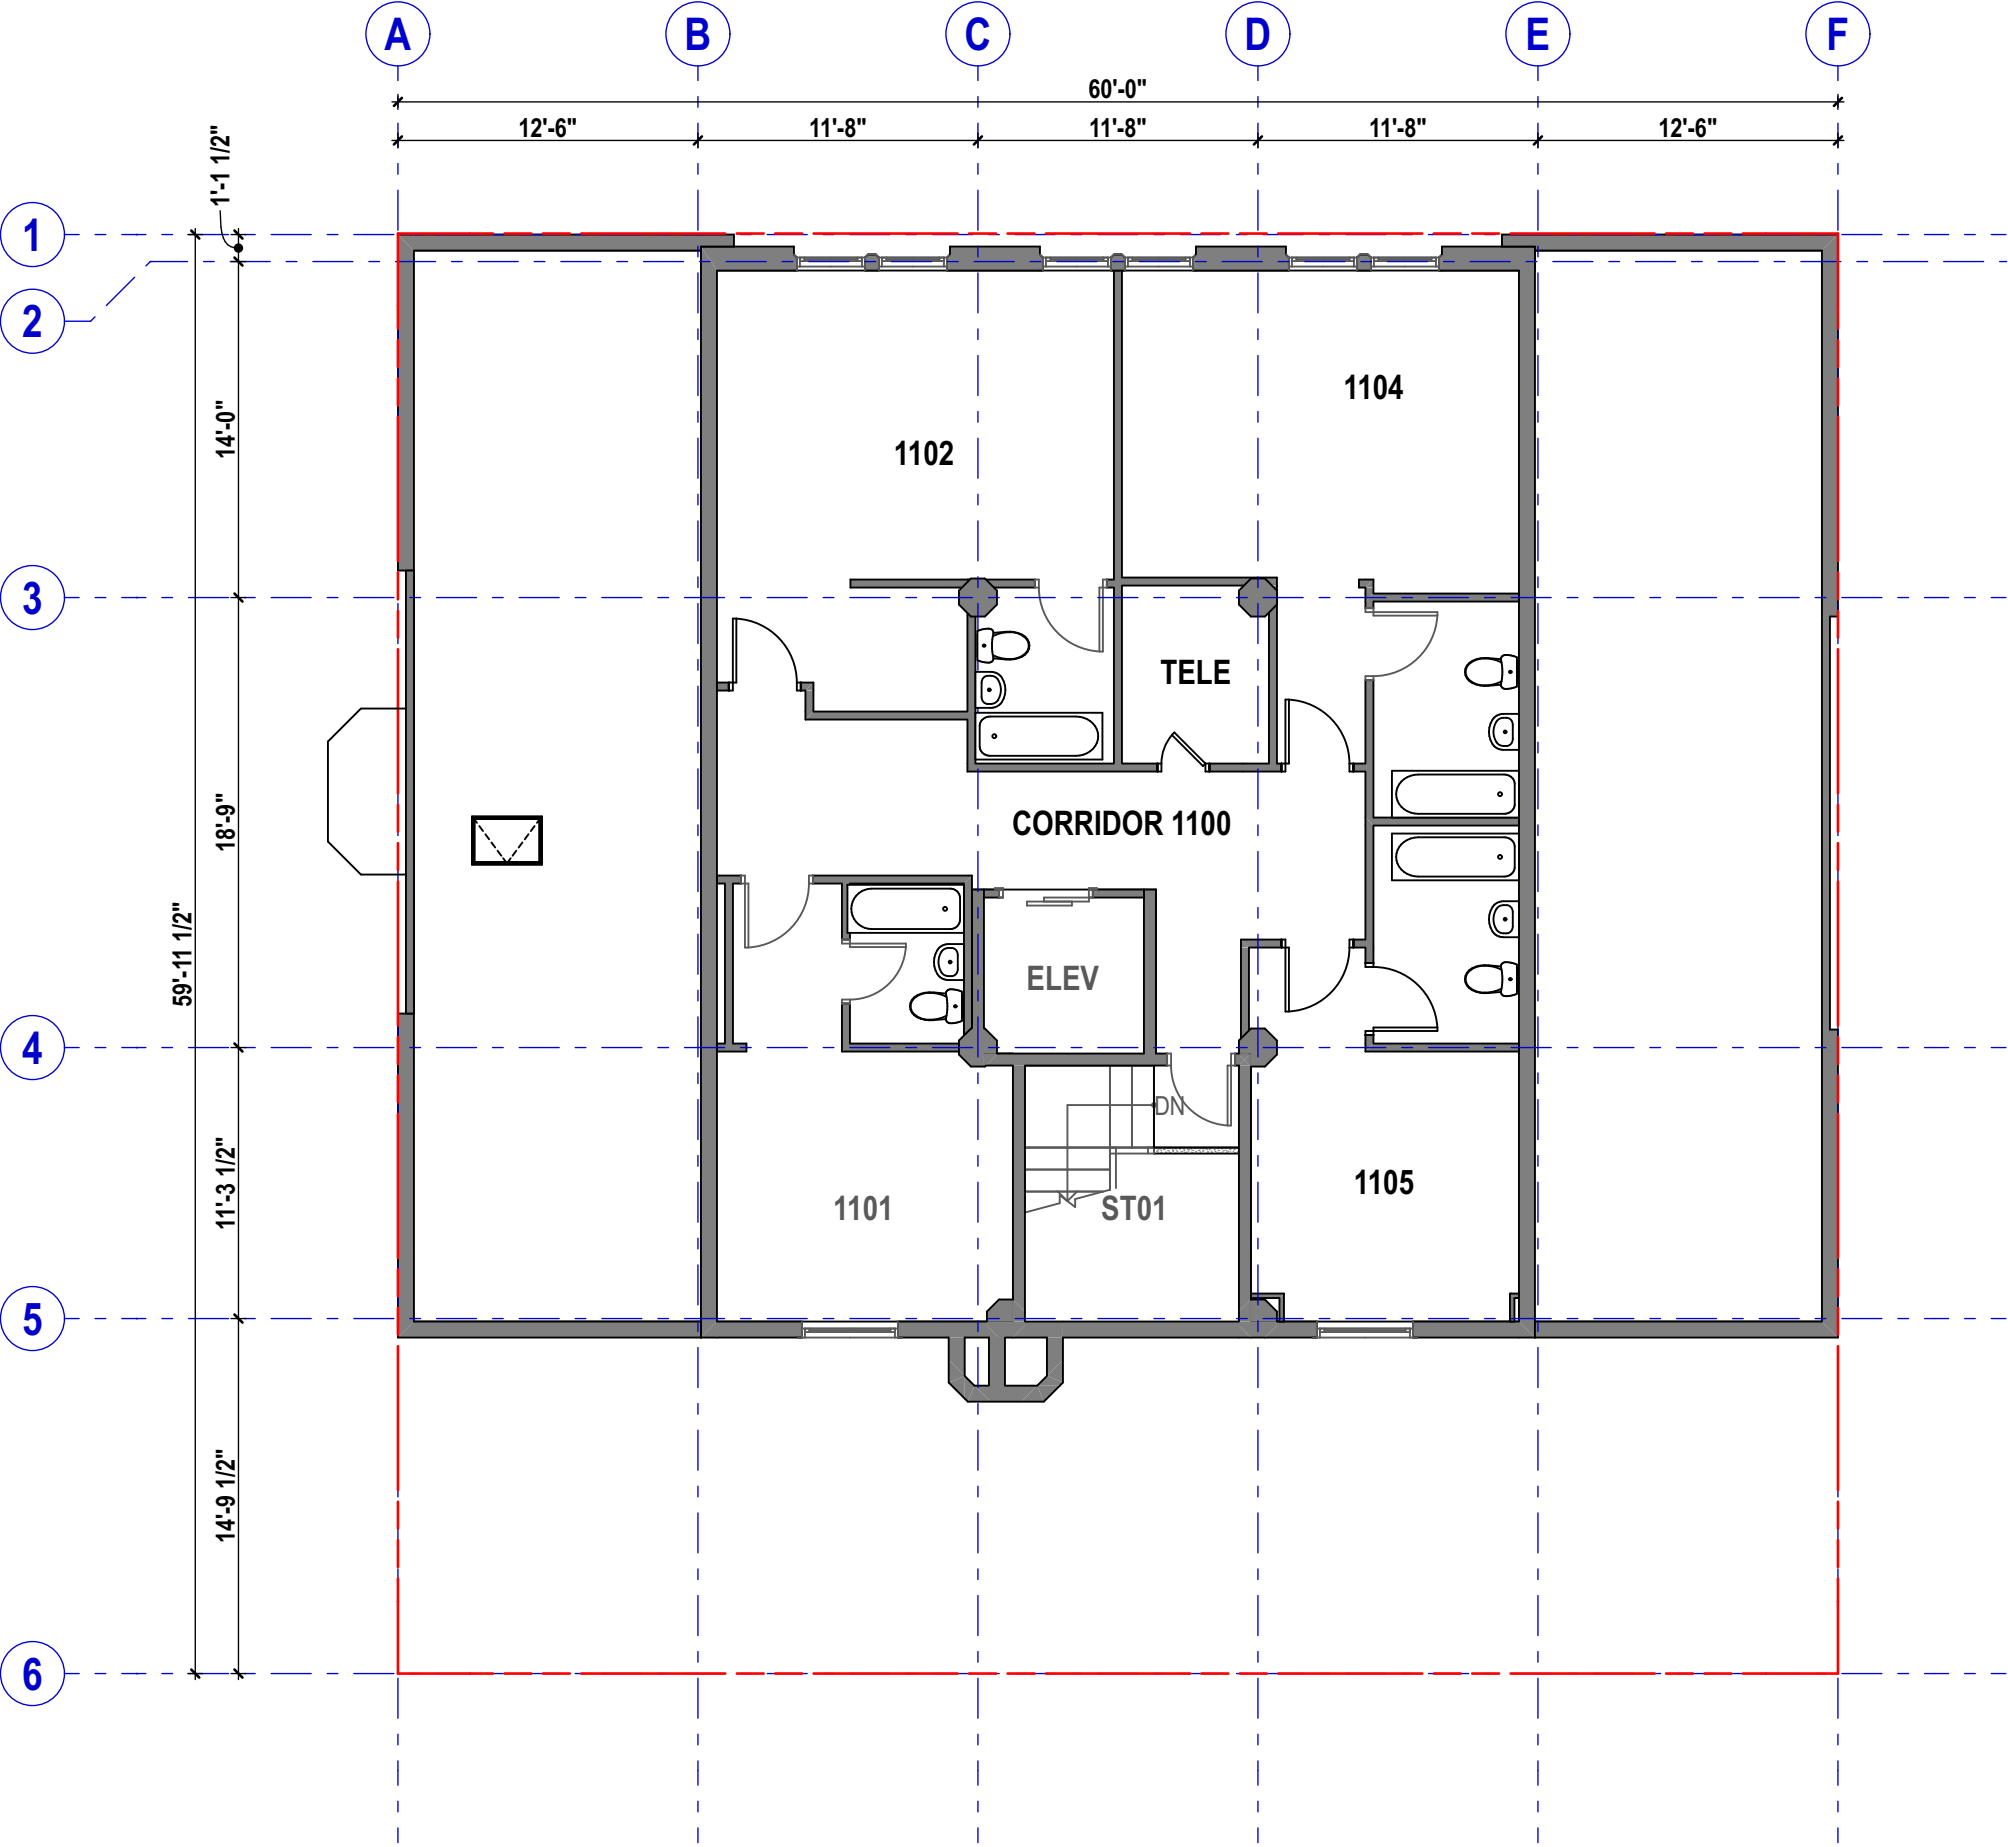 A B C D E F
60'-0"
12'-6" 11'-8" 11'-8" 11'-8" 12'-6"
1'-1 1/2"
1
2
14'-0"
1104
1102
3
TELE
18'-9"
CORRIDOR 1100
59'-11 1/2"
ELEV
4
DN
11'-3 1/2"
1101
ST01
1105
5
14'-9 1/2"
6